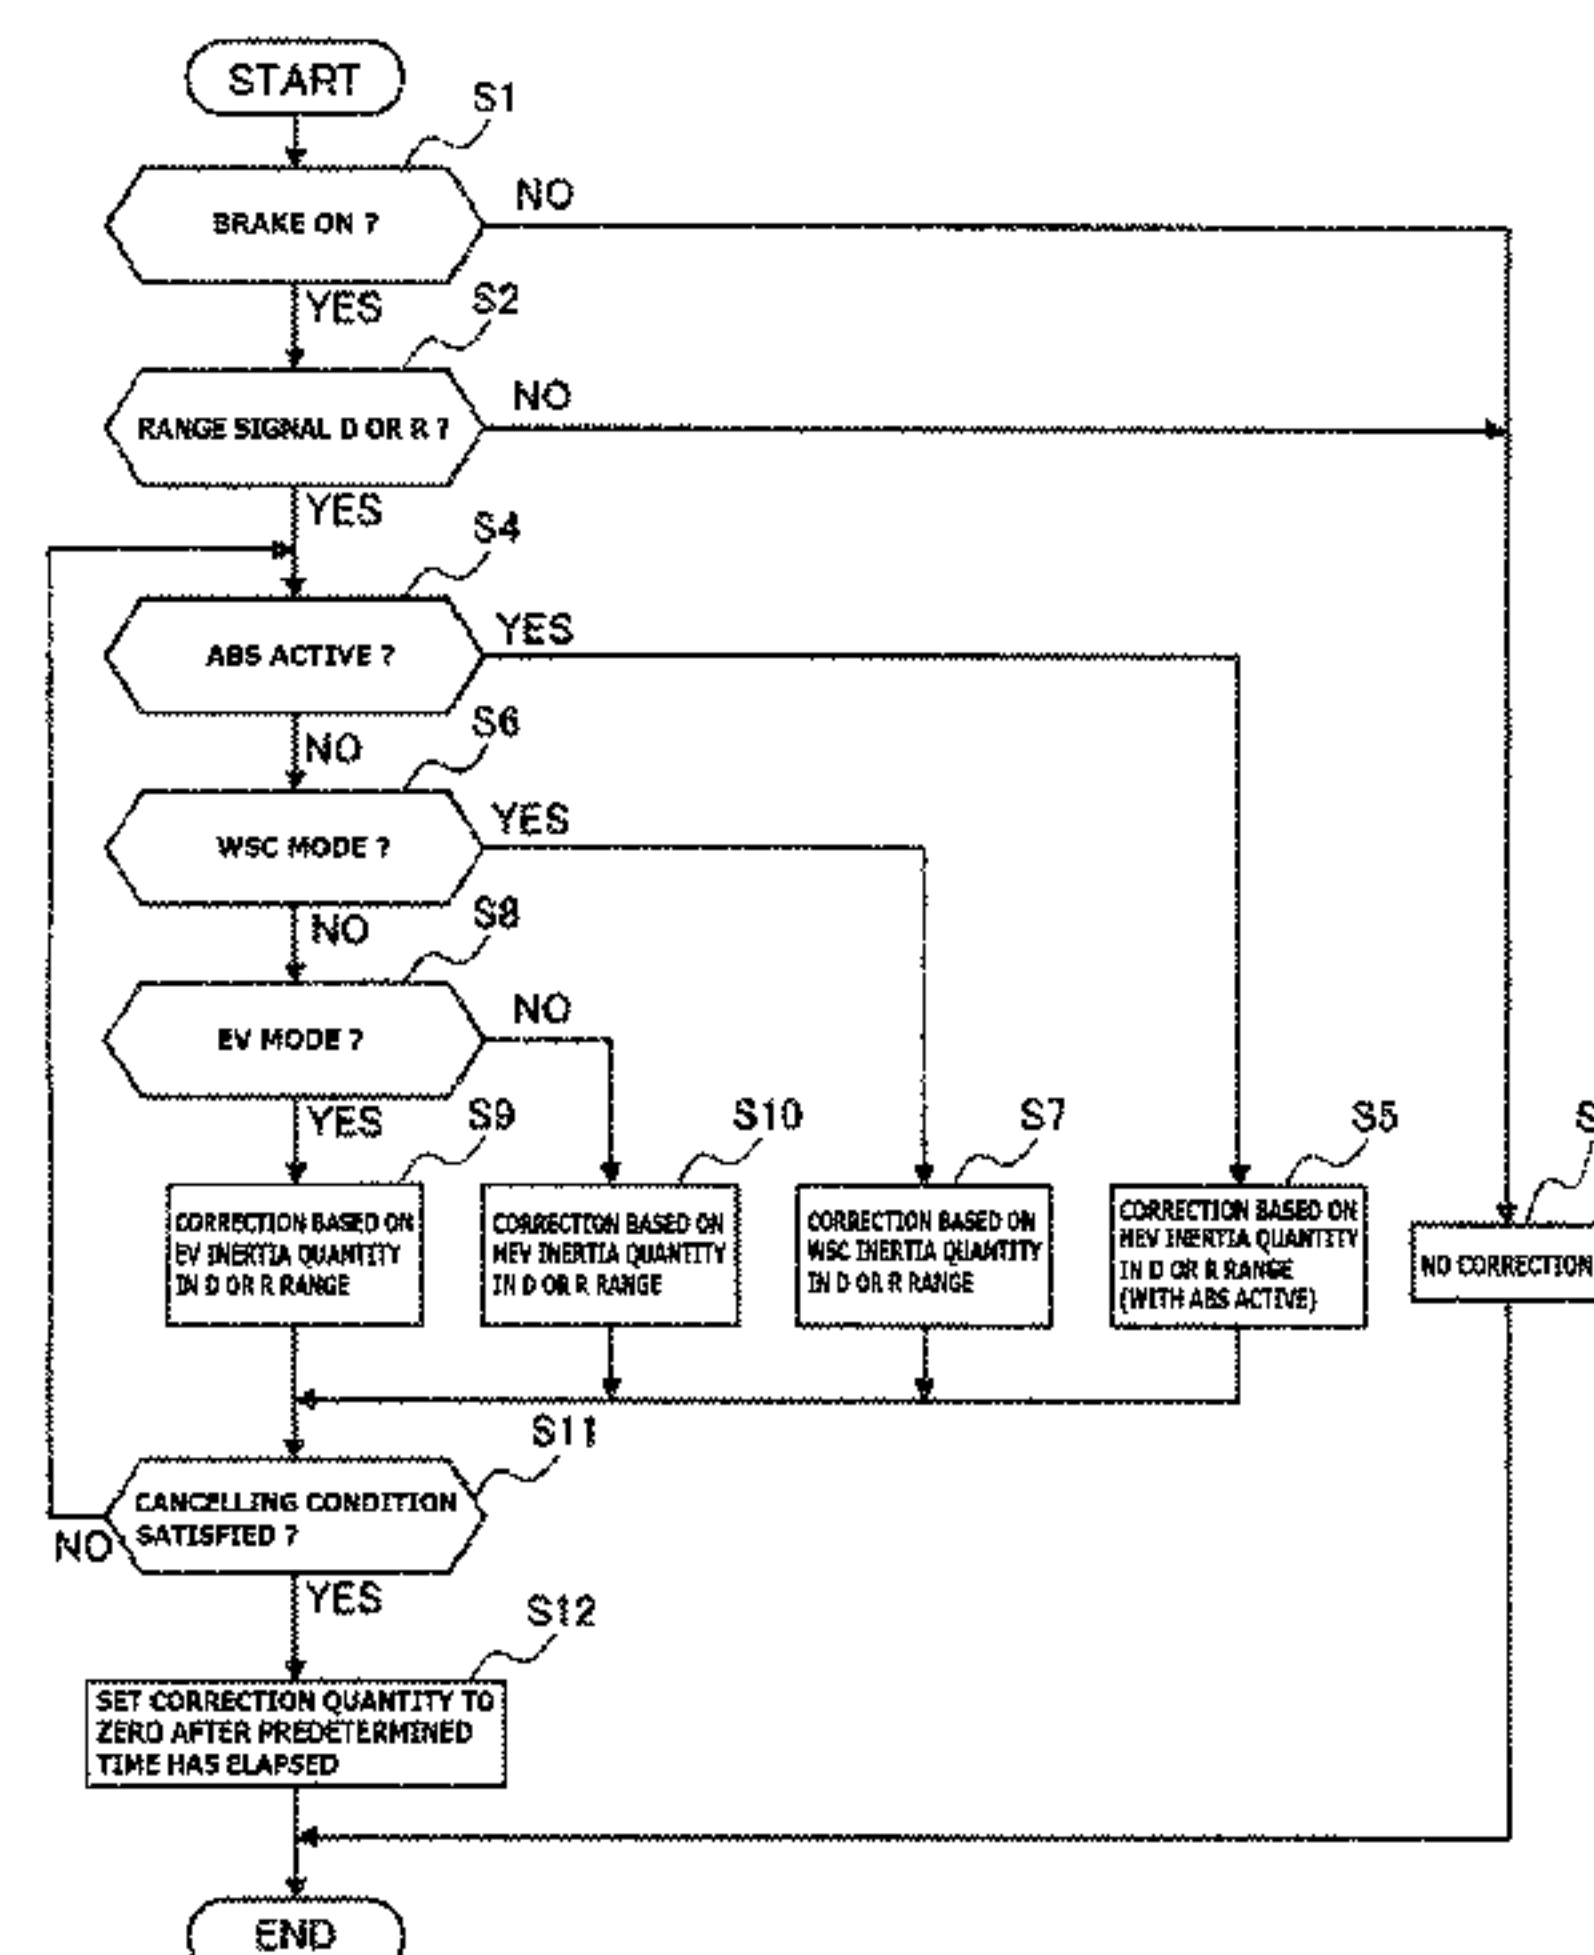 START
S1
BRAKE ON ?
NO
YES
S2
RANGE SIGNAL D OR R ?
NO
YES
S4
ABS ACTIVE ?
YES
NO
S6
WSC MODE ?
YES
NO
S8
EV MODE ?
NO
YES
S9
CORRECTION BASED ON
EV INERTIA QUANTITY
IN D OR R RANGE
S10
CORRECTION BASED ON
HEV INERTIA QUANTITY
IN D OR R RANGE
S7
CORRECTION BASED ON
WSC INERTIA QUANTITY
IN D OR R RANGE
S5
CORRECTION BASED ON
HEV INERTIA QUANTITY
IN D OR R RANGE
(WITH ABS ACTIVE)
S
NO CORRECTION
S11
CANCELLING CONDITION
SATISFIED ?
NO
YES
S12
SET CORRECTION QUANTITY TO
ZERO AFTER PREDETERMINED
TIME HAS ELAPSED
END